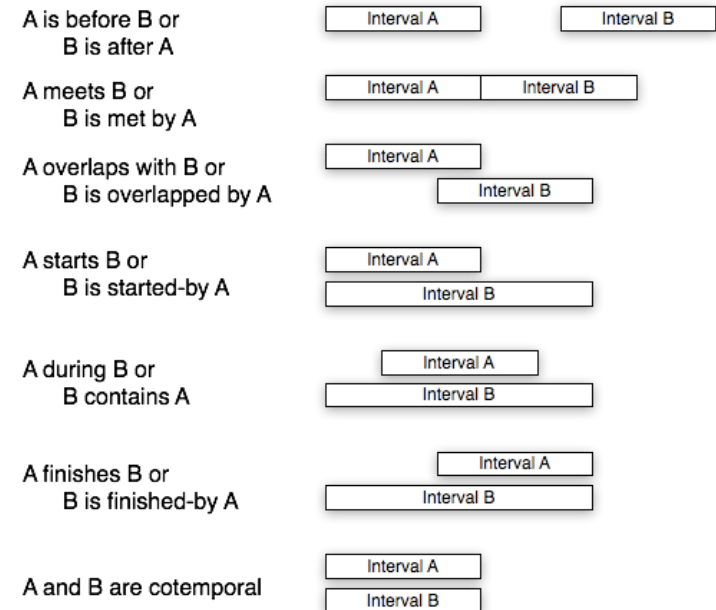 A is before B or
B is after A
Interval A
Interval B
A meets B or
B is met by A
Interval A
Interval B
A overlaps with B or
B is overlapped by A
Interval A
Interval B
A starts B or
B is started-by A
Interval A
Interval B
A during B or
B contains A
Interval A
Interval B
A finishes B or
B is finished-by A
Interval A
Interval B
A and B are cotemporal
Interval A
Interval B